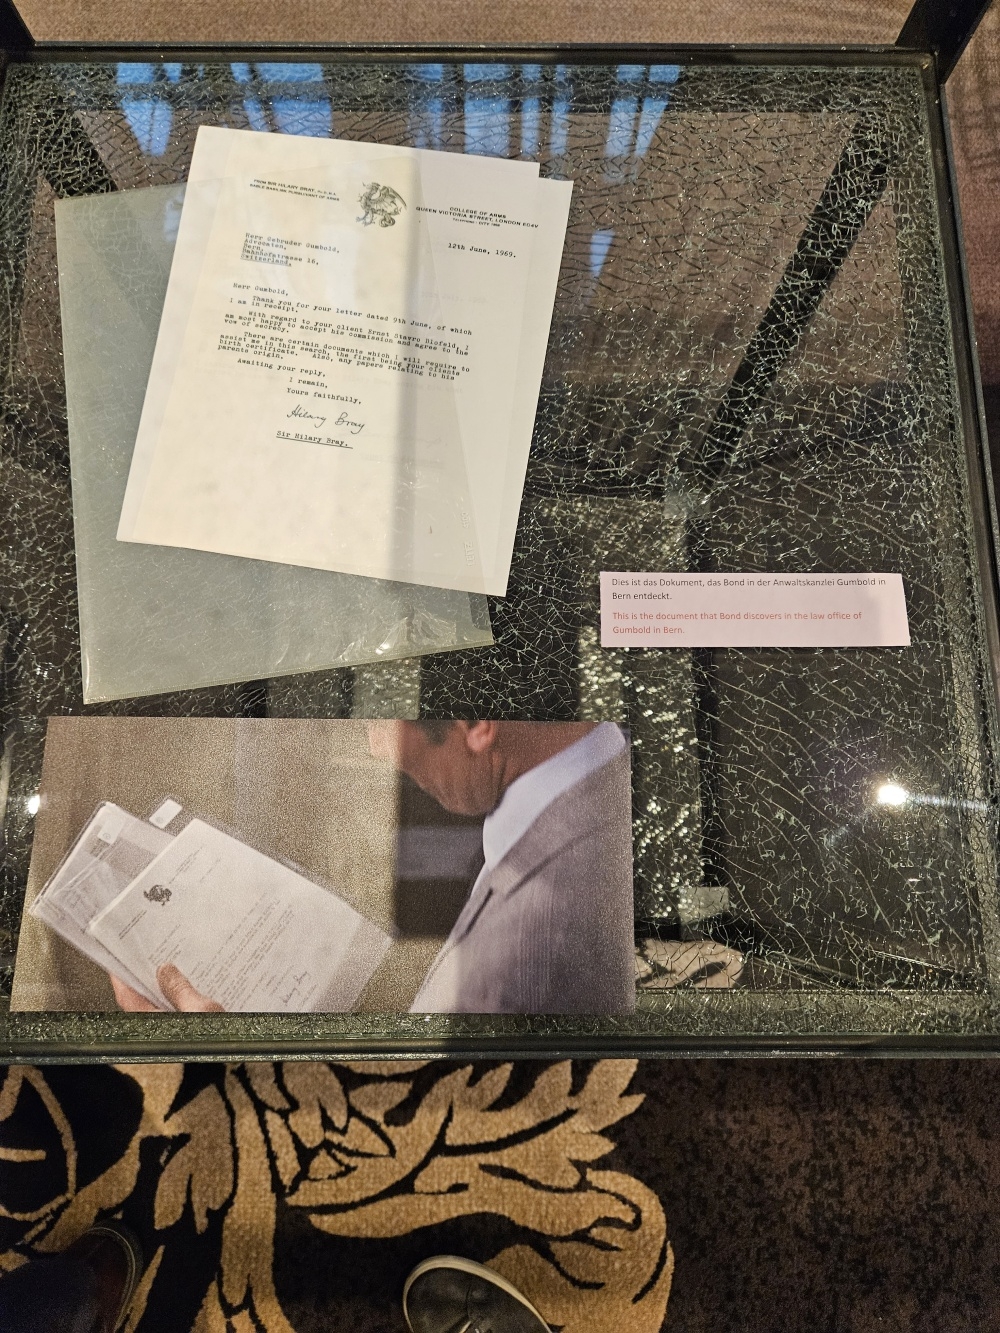 FROM SIR HILARY BRAY,
SABLE BASILISK PURSUIVANT OF ARMS
COLLEGE OF ARMS
QUEEN VICTORIA STREET, LONDON EC4V
12th June, 1969.
Herr Gebruder Gumbold,
Advocaten,
Bern,
Bahnhofstrasse 16,
Switzerland.
Herr Gumbold,
Thank you for your letter dated 9th June, of which
I am in receipt.
With regard to your client Ernst Stavro Blofeld, I
am most happy to accept his commission and agree to the
vow of secrecy.
There are certain documents which I will require to
assist me in this search, the first being your clients
birth certificate. Also, any papers relating to his
parents origin.
Awaiting your reply,
I remain,
Yours faithfully,
Hilary Bray
Sir Hilary Bray.
Dies ist das Dokument, das Bond in der Anwaltskanzlei Gumbold in
Bern entdeckt.
This is the document that Bond discovers in the law office of
Gumbold in Bern.